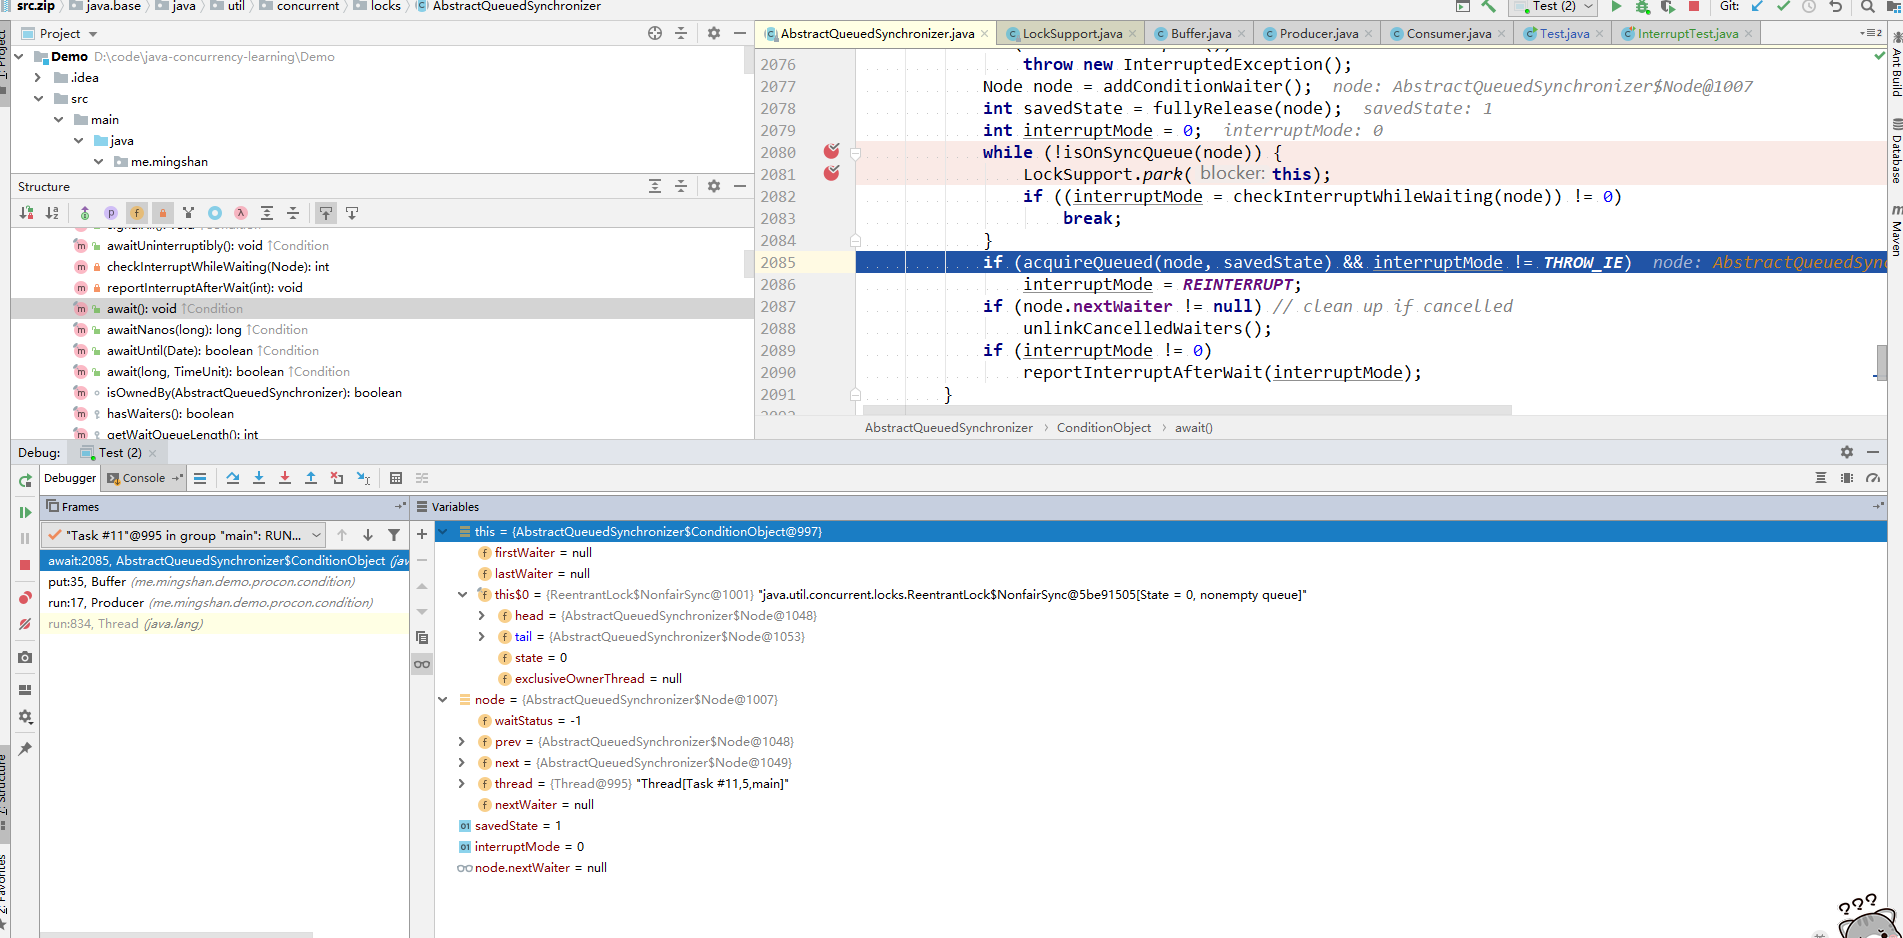 src.zip java.base java util concurrent locks AbstractQueuedSynchronizer
Test (2) Git:
Project
AbstractQueuedSynchronizer.java LockSupport.java Buffer.java Producer.java Consumer.java Test.java InterruptTest.java
Demo D:\code\java-concurrency-learning\Demo
.idea
src
main
java
me.mingshan
Structure
awaitUninterruptibly(): void ↑Condition
checkInterruptWhileWaiting(Node): int
reportInterruptAfterWait(int): void
await(): void ↑Condition
awaitNanos(long): long ↑Condition
awaitUntil(Date): boolean ↑Condition
await(long, TimeUnit): boolean ↑Condition
isOwnedBy(AbstractQueuedSynchronizer): boolean
hasWaiters(): boolean
getWaitQueueLength(): int
2076 throw new InterruptedException();
2077 Node node = addConditionWaiter(); node: AbstractQueuedSynchronizer$Node@1007
2078 int savedState = fullyRelease(node); savedState: 1
2079 int interruptMode = 0; interruptMode: 0
2080 while (!isOnSyncQueue(node)) {
2081 LockSupport.park( blocker: this);
2082 if ((interruptMode = checkInterruptWhileWaiting(node)) != 0)
2083 break;
2084 }
2085 if (acquireQueued(node, savedState) && interruptMode != THROW_IE) node: AbstractQueuedSync
2086 interruptMode = REINTERRUPT;
2087 if (node.nextWaiter != null) // clean up if cancelled
2088 unlinkCancelledWaiters();
2089 if (interruptMode != 0)
2090 reportInterruptAfterWait(interruptMode);
2091 }
AbstractQueuedSynchronizer › ConditionObject › await()
Ant Build
Database
Maven
Debug: Test (2)
Debugger Console
Frames
Variables
"Task #11"@995 in group "main": RUN...
await:2085, AbstractQueuedSynchronizer$ConditionObject (jav
put:35, Buffer (me.mingshan.demo.procon.condition)
run:17, Producer (me.mingshan.demo.procon.condition)
run:834, Thread (java.lang)
this = {AbstractQueuedSynchronizer$ConditionObject@997}
firstWaiter = null
lastWaiter = null
this$0 = {ReentrantLock$NonfairSync@1001} "java.util.concurrent.locks.ReentrantLock$NonfairSync@5be91505[State = 0, nonempty queue]"
head = {AbstractQueuedSynchronizer$Node@1048}
tail = {AbstractQueuedSynchronizer$Node@1053}
state = 0
exclusiveOwnerThread = null
node = {AbstractQueuedSynchronizer$Node@1007}
waitStatus = -1
prev = {AbstractQueuedSynchronizer$Node@1048}
next = {AbstractQueuedSynchronizer$Node@1049}
thread = {Thread@995} "Thread[Task #11,5,main]"
nextWaiter = null
savedState = 1
interruptMode = 0
node.nextWaiter = null
???